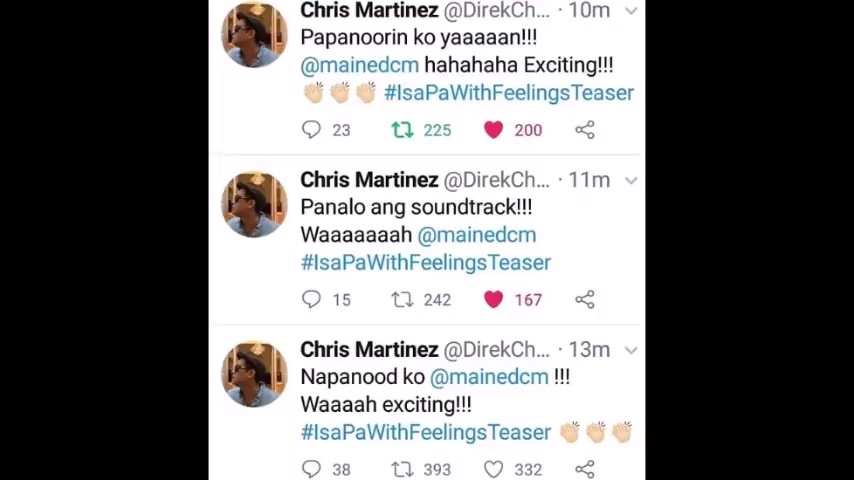 Chris Martinez @DirekCh... · 10m
Papanoorin ko yaaaaan!!!
@mainedcm hahahaha Exciting!!!
👏🏻👏🏻👏🏻 #IsaPaWithFeelingsTeaser
23 225 200
Chris Martinez @DirekCh... · 11m
Panalo ang soundtrack!!!
Waaaaaaah @mainedcm
#IsaPaWithFeelingsTeaser
15 242 167
Chris Martinez @DirekCh... · 13m
Napanood ko @mainedcm !!!
Waaaah exciting!!!
#IsaPaWithFeelingsTeaser 👏🏻👏🏻👏🏻
38 393 332